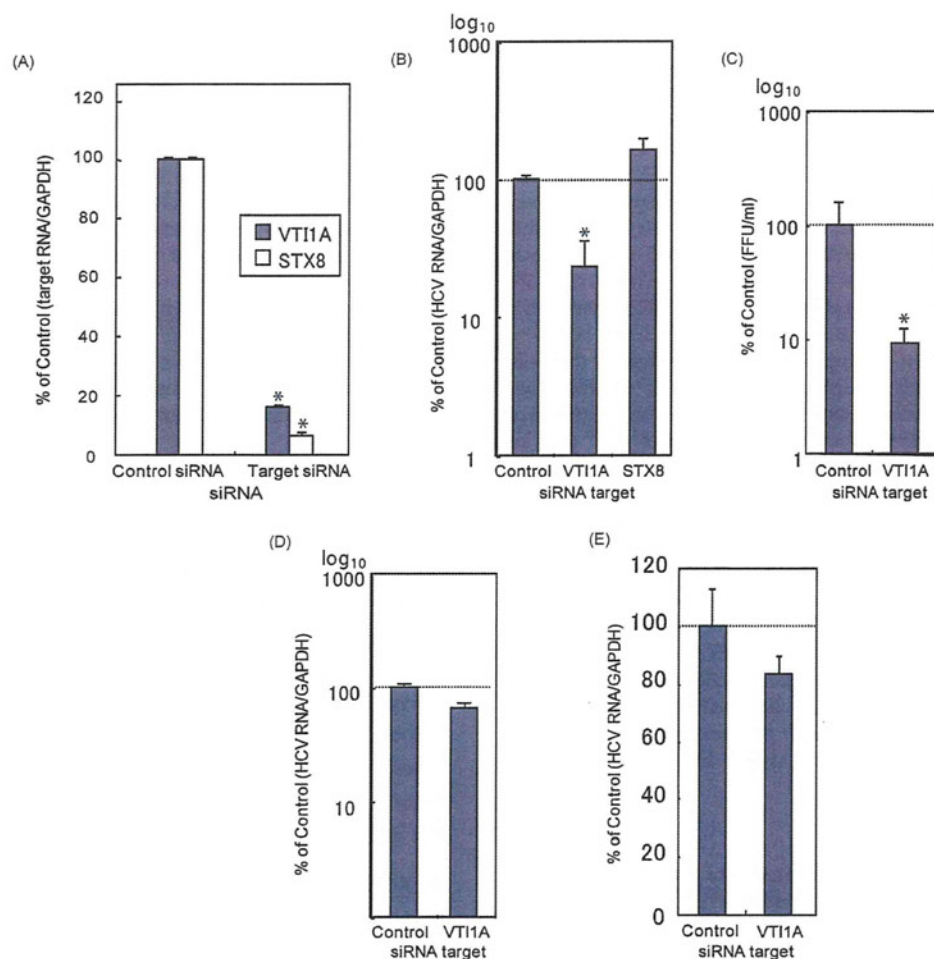 (A)
% of Control (target RNA/GAPDH)
120
100
80
60
40
20
0
VTI1A
STX8
*
*
Control siRNA Target siRNA
siRNA
(B)
log10
% of Control (HCV RNA/GAPDH)
1000
100
10
1
*
Control VTI1A STX8
siRNA target
(C)
log10
% of Control (FFU/ml)
1000
100
10
1
*
Control VTI1A
siRNA target
(D)
log10
% of Control (HCV RNA/GAPDH)
1000
100
10
Control VTI1A
siRNA target
(E)
% of Control (HCV RNA/GAPDH)
120
100
80
60
40
20
0
Control VTI1A
siRNA target